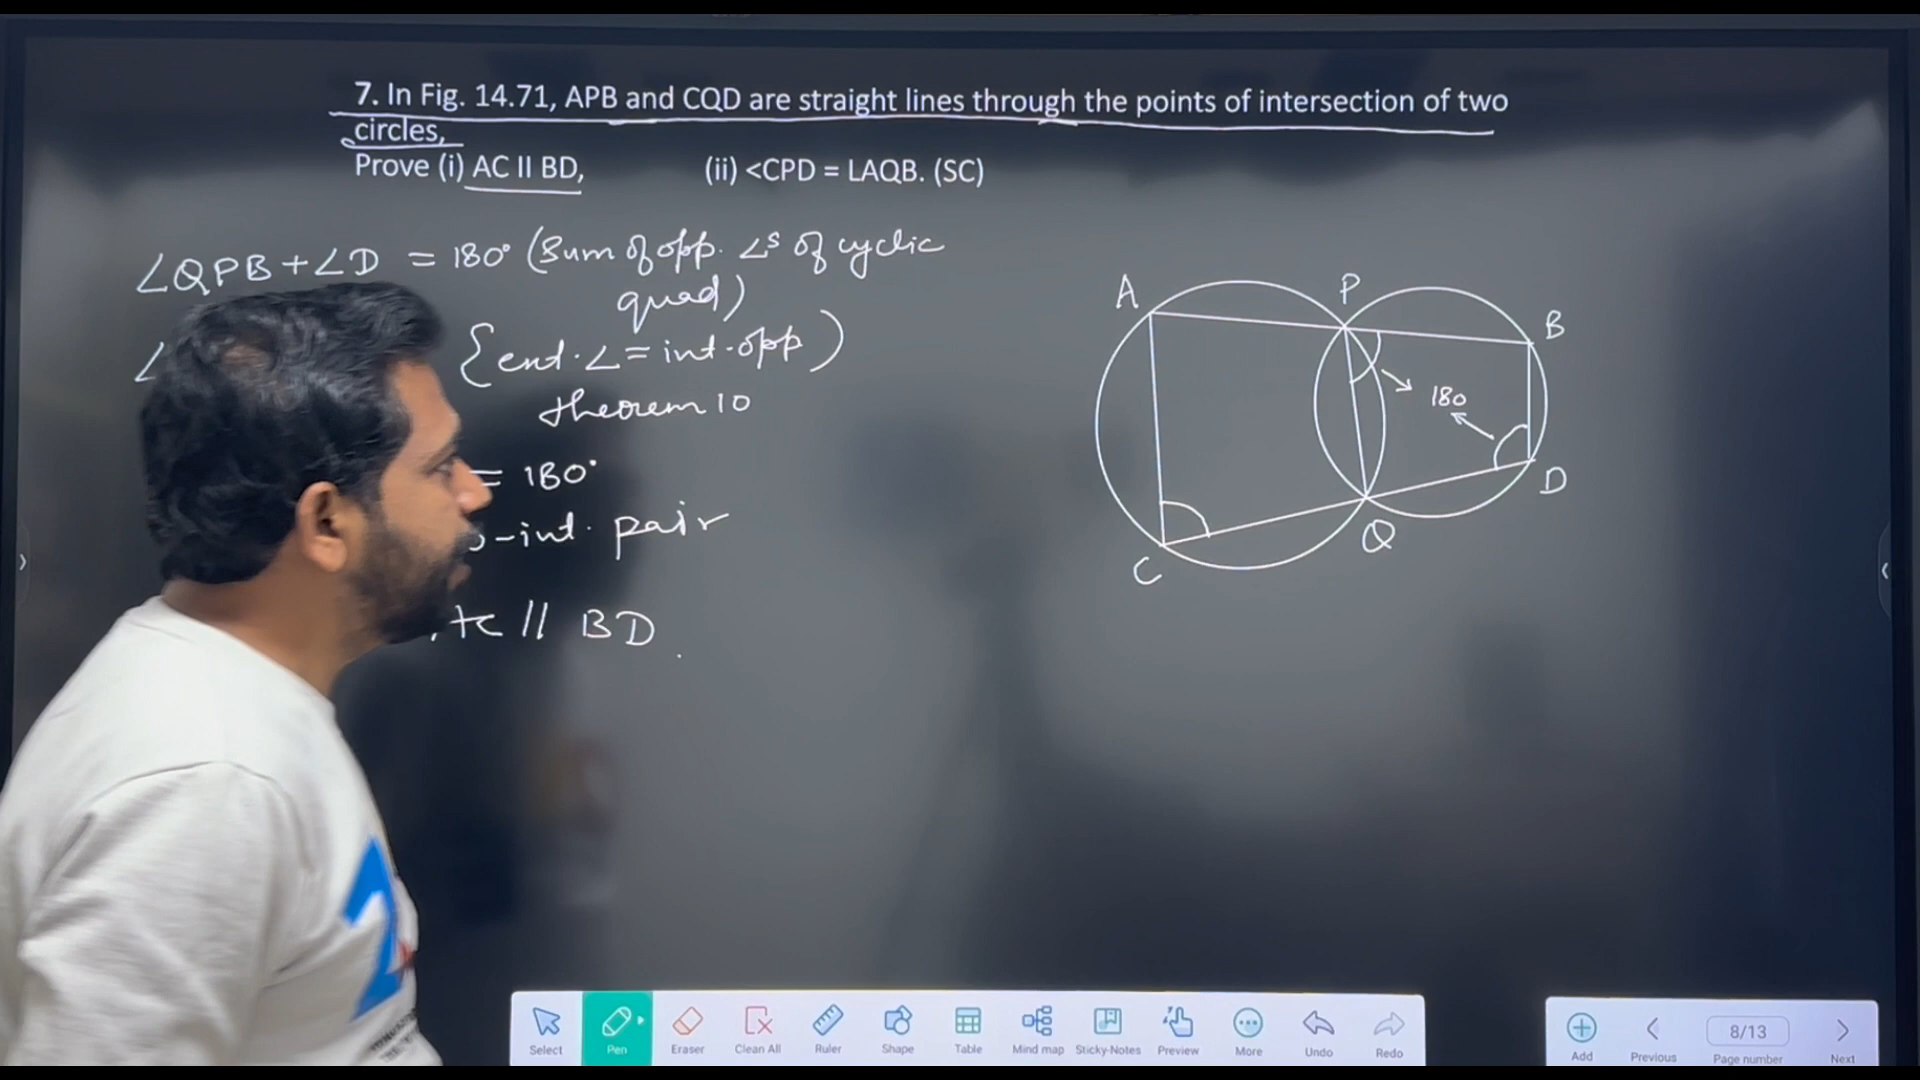 7. In Fig. 14.71, APB and CQD are straight lines through the points of intersection of two
circles,
Prove (i) AC II BD, (ii) <CPD = LAQB. (SC)
∠QPB + ∠D = 180° (Sum of opp. ∠s of cyclic
quad)
∠ {ent. ∠ = int. opp)
theorem 10
= 180°
-int. pair
// BD
A
P
B
180
D
Q
C
Select
Pen
Eraser
Clean All
Ruler
Shape
Table
Mind map
Sticky-Notes
Preview
More
Undo
Redo
Add
Previous
8/13
Page number
Next